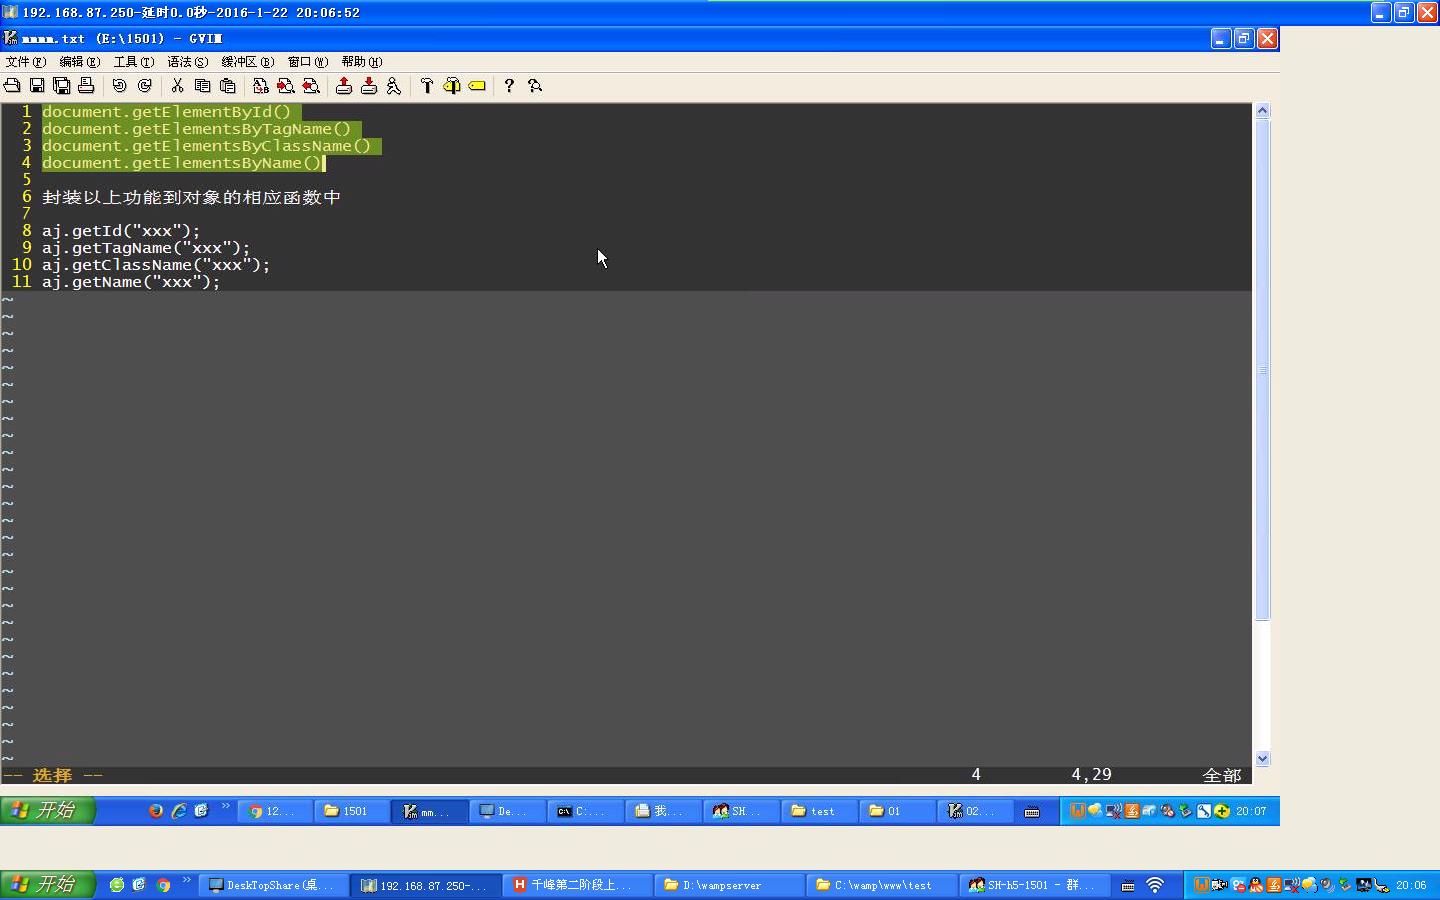 192.168.87.250-延时0.0秒-2016-1-22 20:06:52
mmmm.txt (E:\1501) - GVIM
文件(F) 编辑(E) 工具(T) 语法(S) 缓冲区(B) 窗口(W) 帮助(H)
1 document.getElementById()
2 document.getElementsByTagName()
3 document.getElementsByClassName()
4 document.getElementsByName()
5
6 封装以上功能到对象的相应函数中
7
8 aj.getId("xxx");
9 aj.getTagName("xxx");
10 aj.getClassName("xxx");
11 aj.getName("xxx");
-- 选择 -- 4 4,29 全部
开始 12... 1501 mm... De... C:... 我... SH... test 01 02... 20:07
开始 DeskTopShare(桌... 192.168.87.250-... 千峰第二阶段上... D:\wampserver C:\wamp\www\test SH-h5-1501 - 群... 20:06